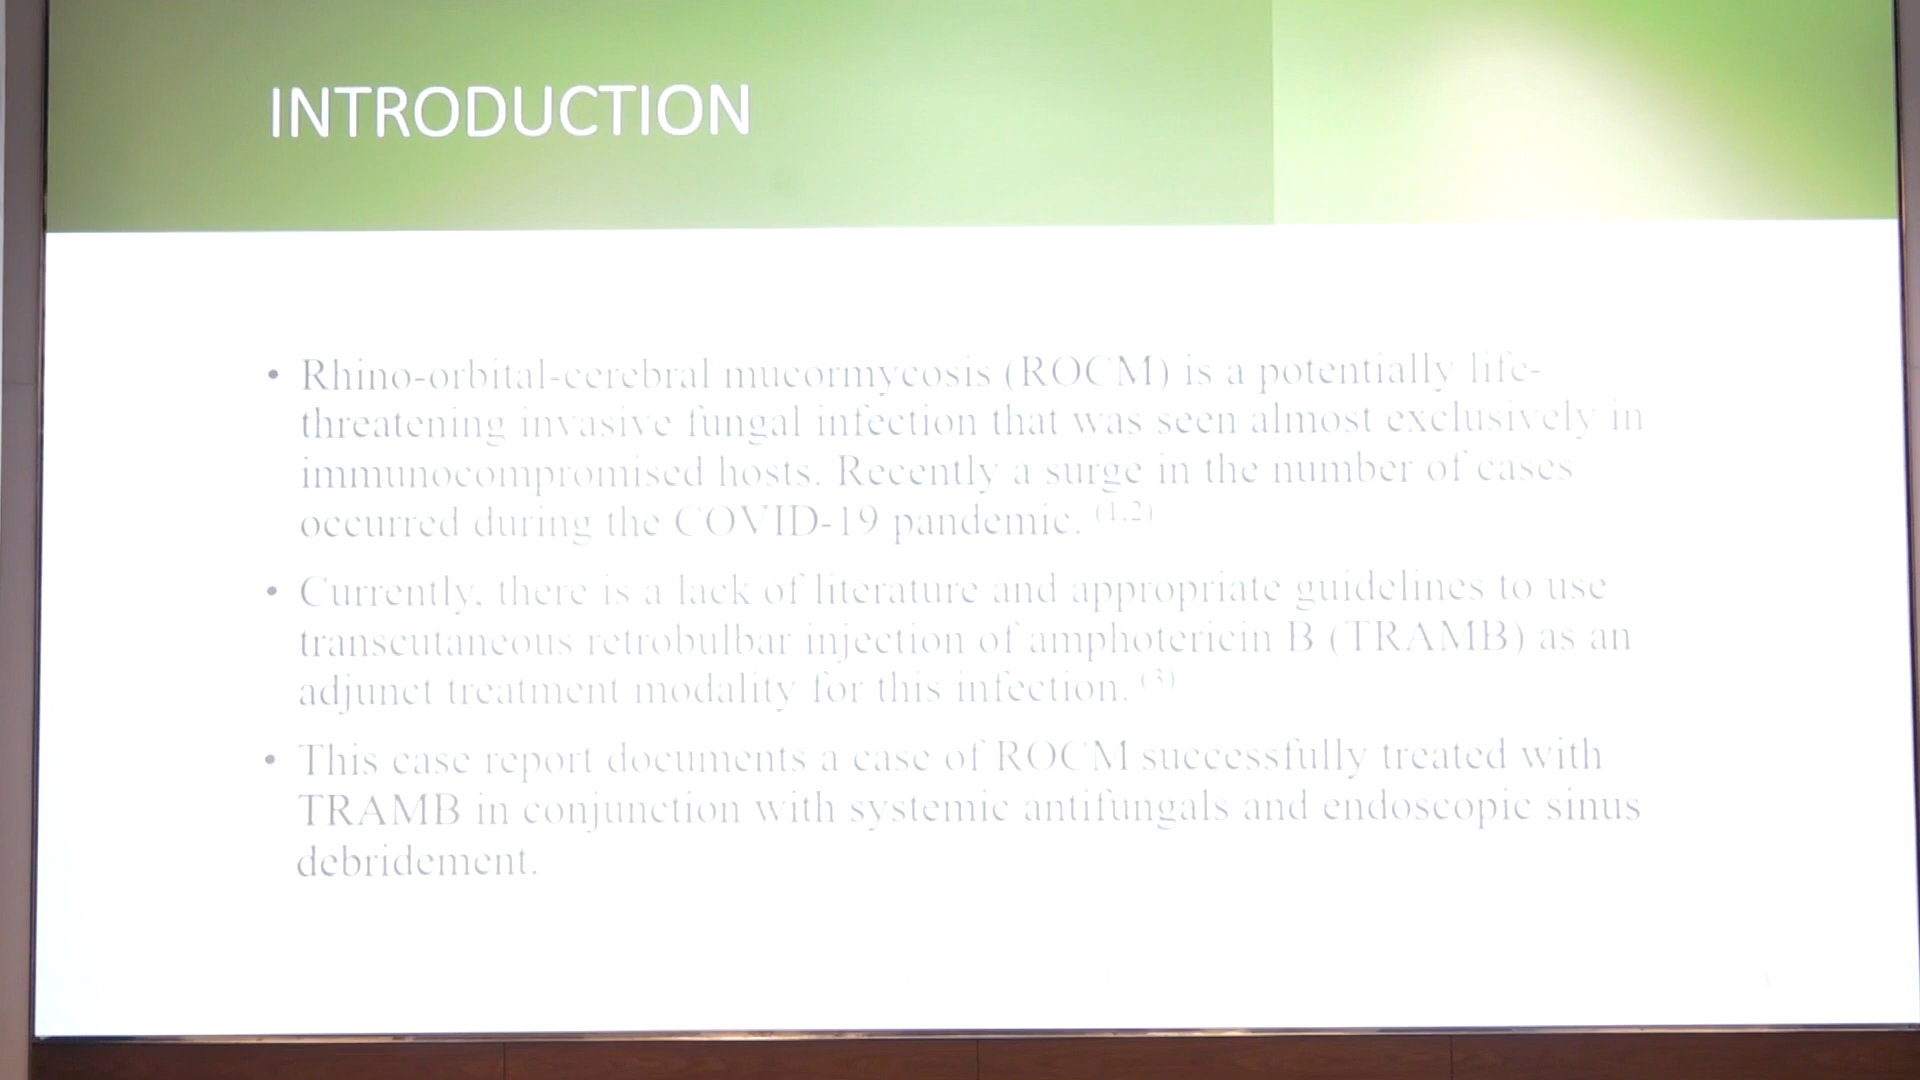 INTRODUCTION
• Rhino-orbital-cerebral mucormycosis (ROCM) is a potentially life-
threatening invasive fungal infection that was seen almost exclusively in
immunocompromised hosts. Recently a surge in the number of cases
occurred during the COVID-19 pandemic. (1,2)
• Currently, there is a lack of literature and appropriate guidelines to use
transcutaneous retrobulbar injection of amphotericin B (TRAMB) as an
adjunct treatment modality for this infection. (3)
• This case report documents a case of ROCM successfully treated with
TRAMB in conjunction with systemic antifungals and endoscopic sinus
debridement.
3